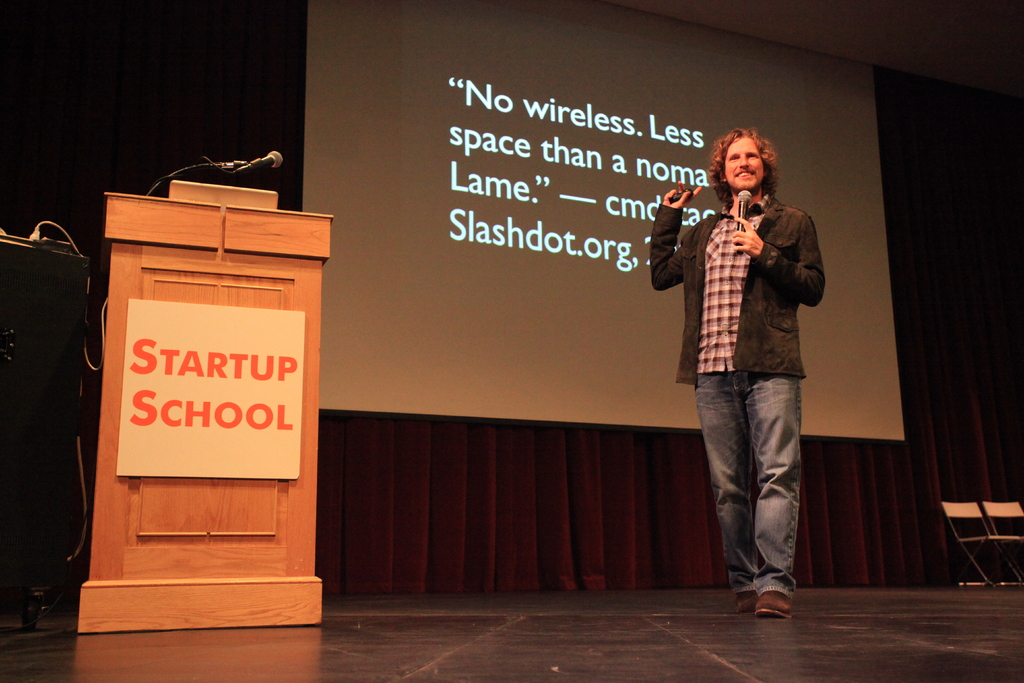 “No wireless. Less
space than a noma
Lame.” — cmd
Slashdot.org,
STARTUP
SCHOOL